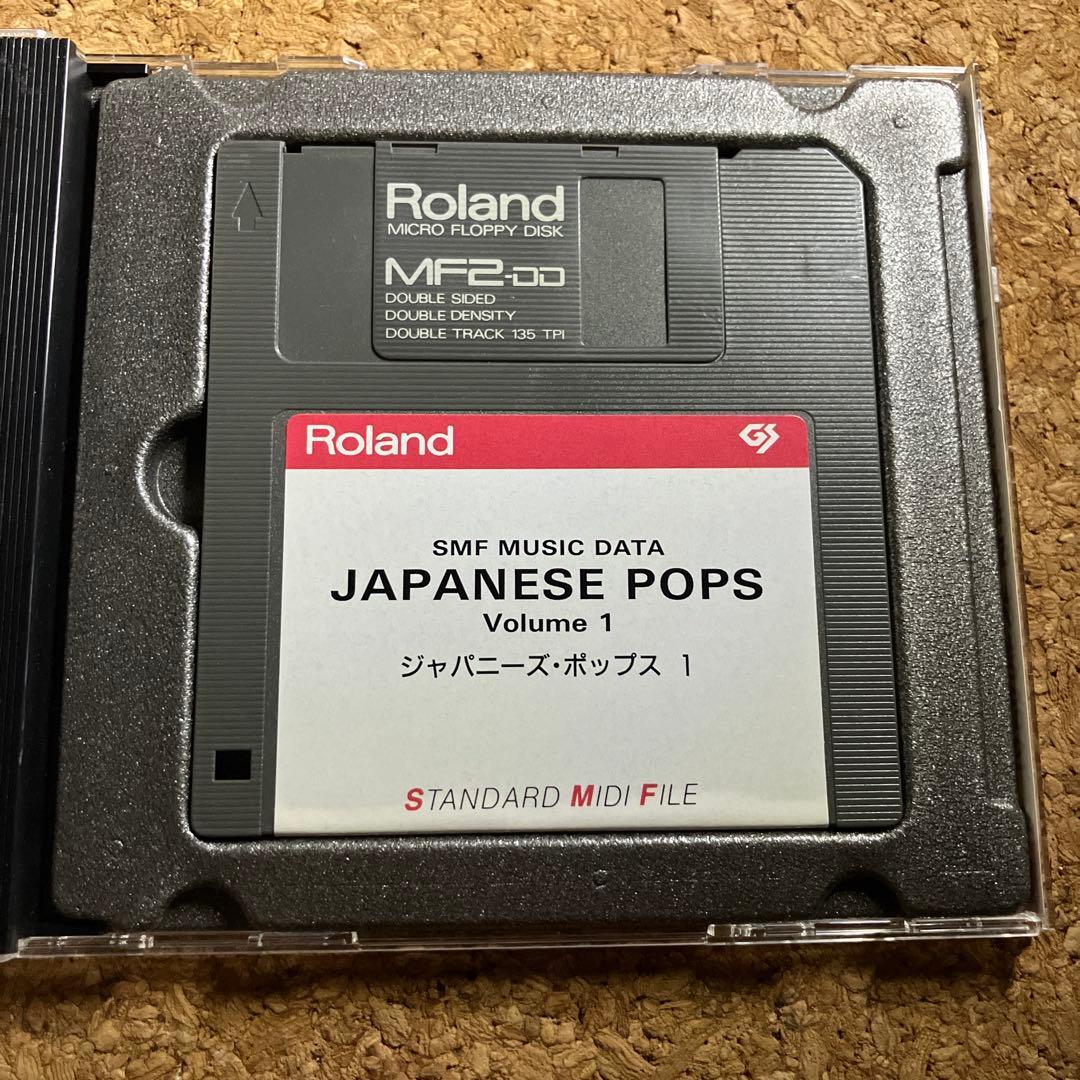 Roland
MICRO FLOPPY DISK
MF2-DD
DOUBLE SIDED
DOUBLE DENSITY
DOUBLE TRACK 135 TPI
Roland GS
SMF MUSIC DATA
JAPANESE POPS
Volume 1
ジャパニーズ・ポップス 1
STANDARD MIDI FILE